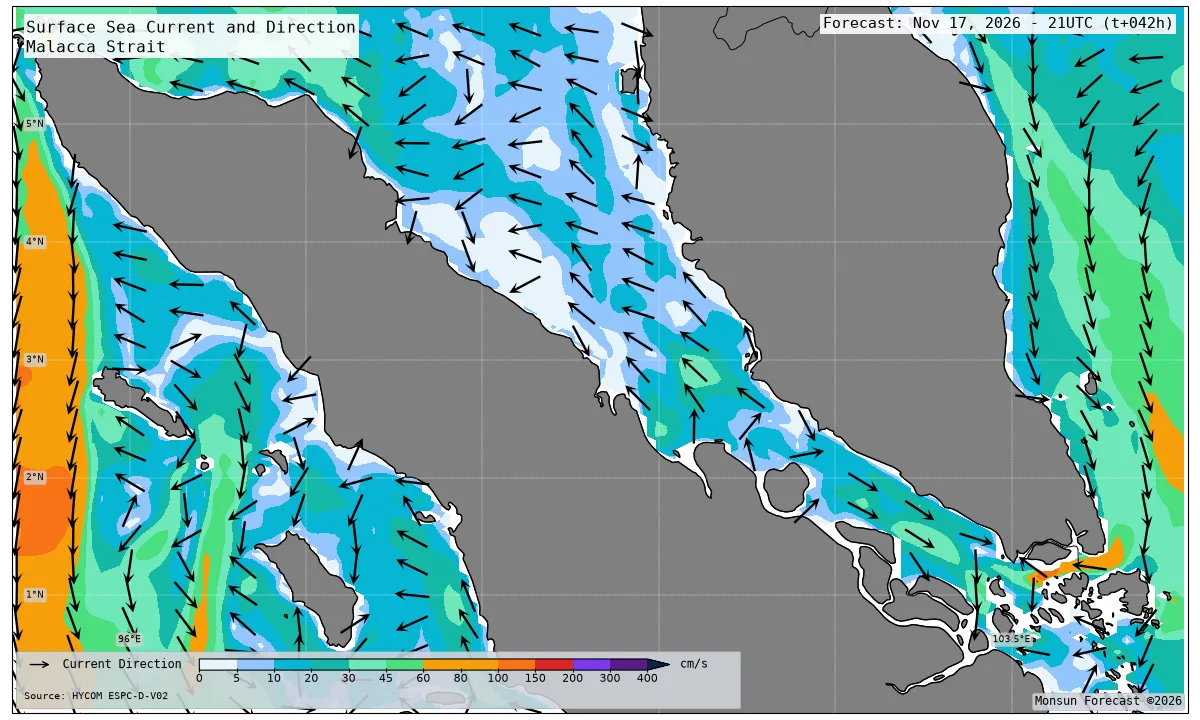 Surface Sea Current and Direction
Malacca Strait
Forecast: Nov 17, 2026 - 21UTC (t+042h)
5°N
4°N
3°N
2°N
1°N
96°E
103.5°E
Current Direction
0 5 10 20 30 45 60 80 100 150 200 300 400 cm/s
Source: HYCOM ESPC-D-V02
Monsun Forecast ©2026